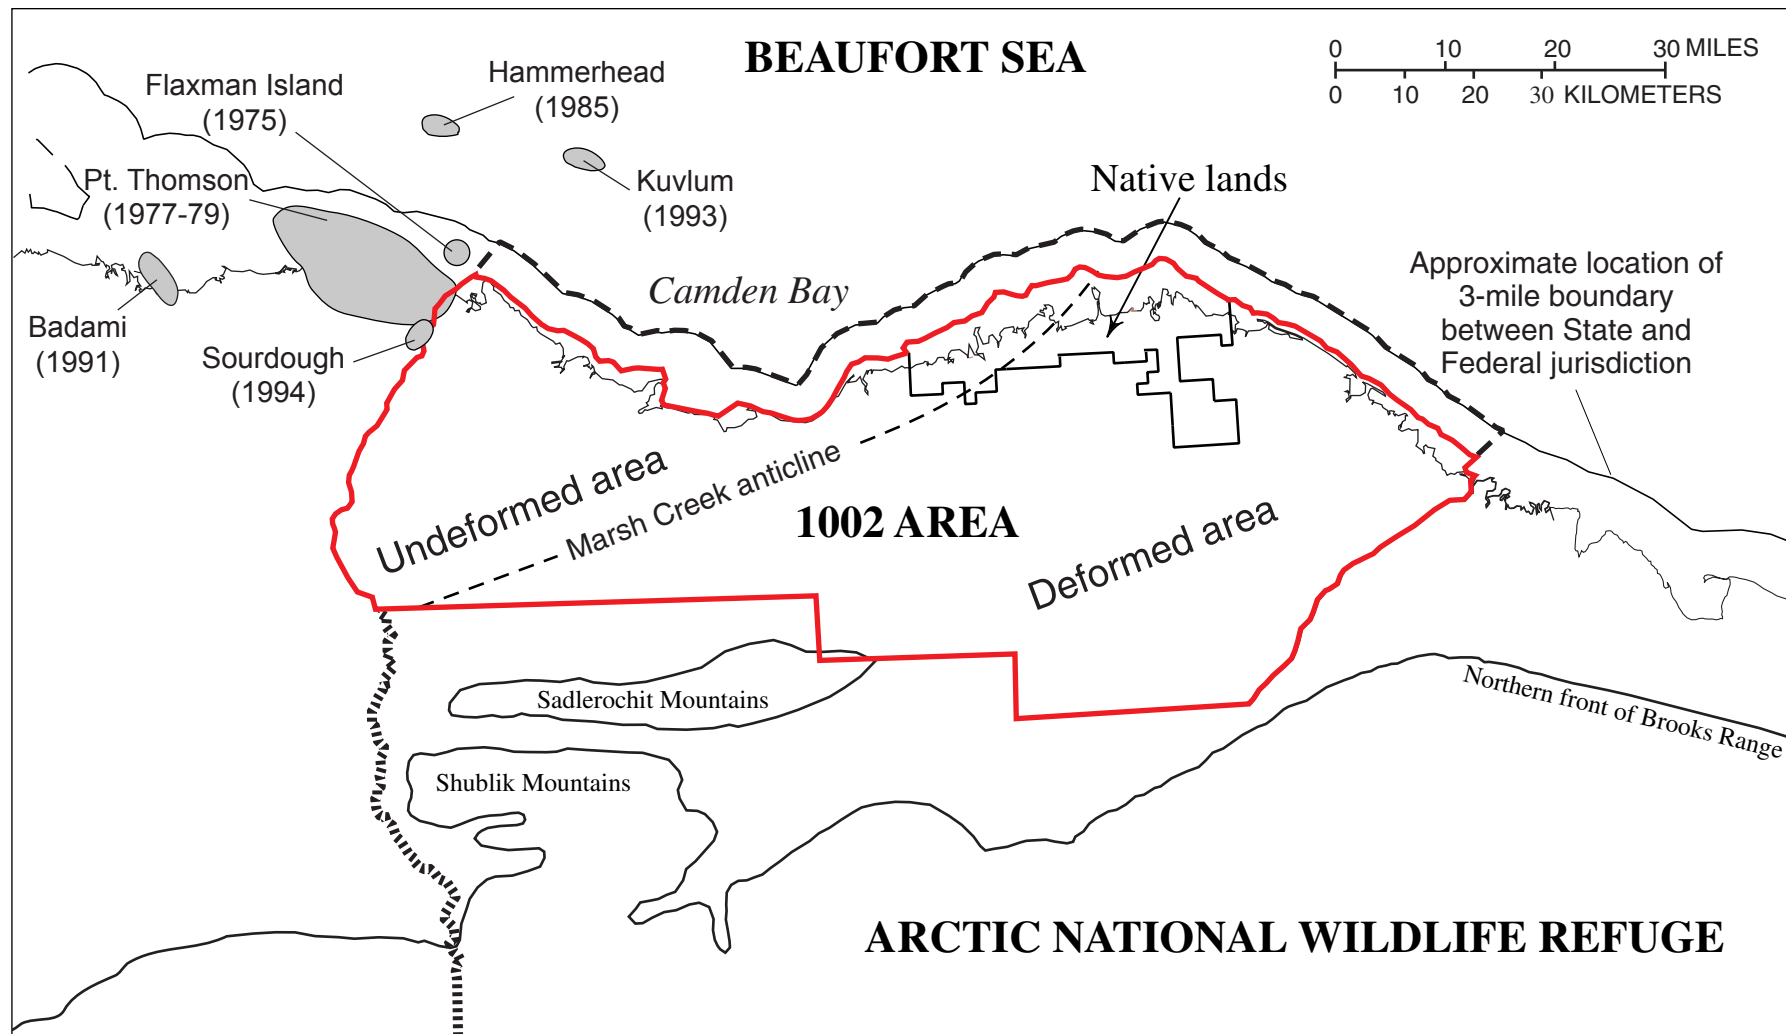 BEAUFORT SEA
0 10 20 30 MILES
0 10 20 30 KILOMETERS
Hammerhead
(1985)
Flaxman Island
(1975)
Kuvlum
(1993)
Pt. Thomson
(1977-79)
Native lands
Camden Bay
Approximate location of
3-mile boundary
between State and
Federal jurisdiction
Badami
(1991)
Sourdough
(1994)
Undeformed area
Marsh Creek anticline
1002 AREA
Deformed area
Sadlerochit Mountains
Northern front of Brooks Range
Shublik Mountains
ARCTIC NATIONAL WILDLIFE REFUGE